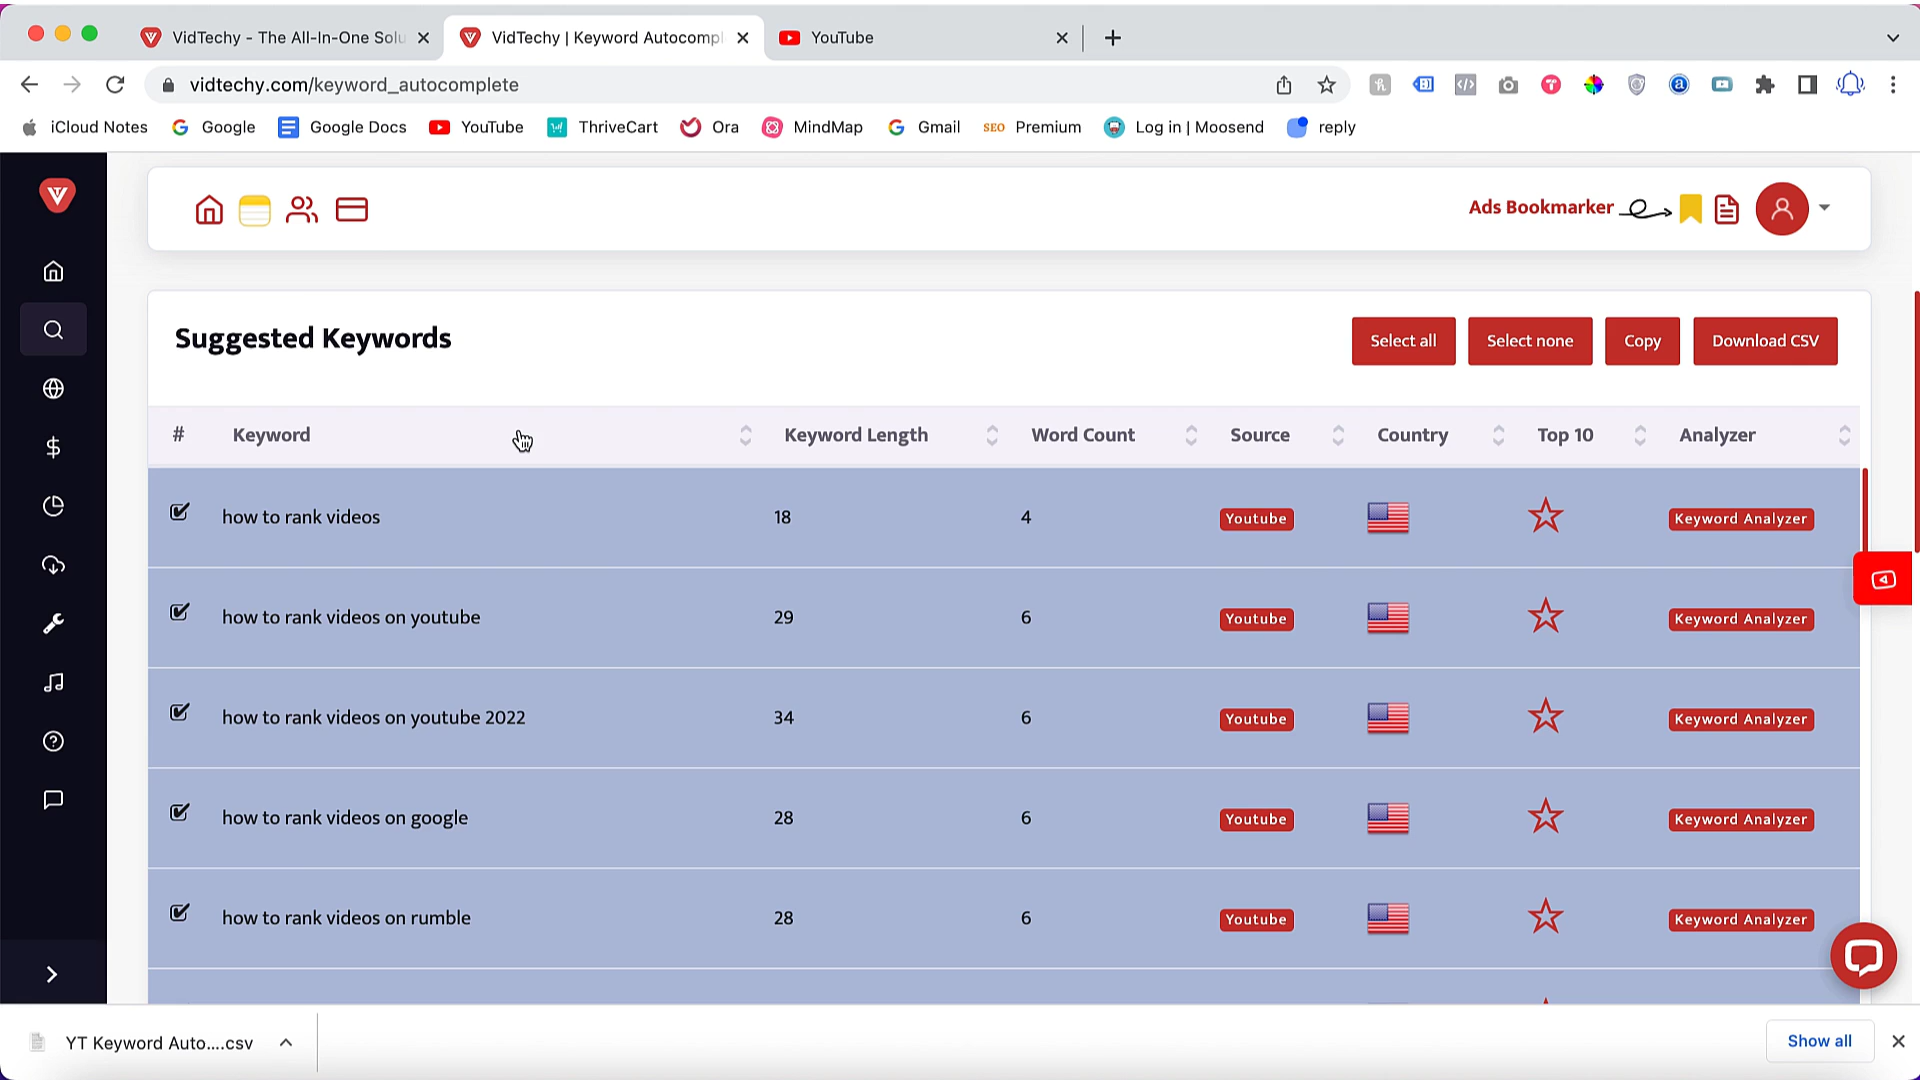 VidTechy - The All-In-One Solu
VidTechy | Keyword Autocompl
YouTube
vidtechy.com/keyword_autocomplete
iCloud Notes
Google
Google Docs
YouTube
ThriveCart
Ora
MindMap
Gmail
SEO Premium
Log in | Moosend
reply
Ads Bookmarker
Suggested Keywords
Select all
Select none
Copy
Download CSV
# Keyword Keyword Length Word Count Source Country Top 10 Analyzer
how to rank videos 18 4 Youtube Keyword Analyzer
how to rank videos on youtube 29 6 Youtube Keyword Analyzer
how to rank videos on youtube 2022 34 6 Youtube Keyword Analyzer
how to rank videos on google 28 6 Youtube Keyword Analyzer
how to rank videos on rumble 28 6 Youtube Keyword Analyzer
YT Keyword Auto....csv
Show all